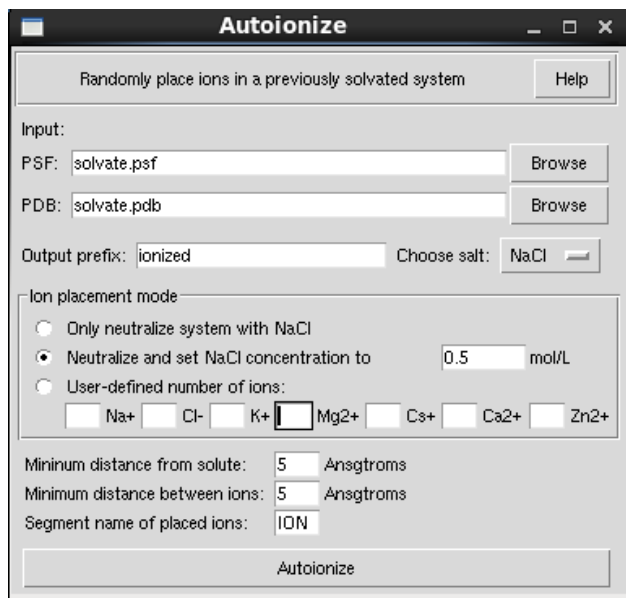 Autoionize
Randomly place ions in a previously solvated system Help
Input:
PSF: solvate.psf Browse
PDB: solvate.pdb Browse
Output prefix: ionized Choose salt: NaCl
Ion placement mode
Only neutralize system with NaCl
Neutralize and set NaCl concentration to 0.5 mol/L
User-defined number of ions:
Na+ Cl- K+ Mg2+ Cs+ Ca2+ Zn2+
Mininum distance from solute: 5 Ansgtroms
Minimum distance between ions: 5 Ansgtroms
Segment name of placed ions: ION
Autoionize